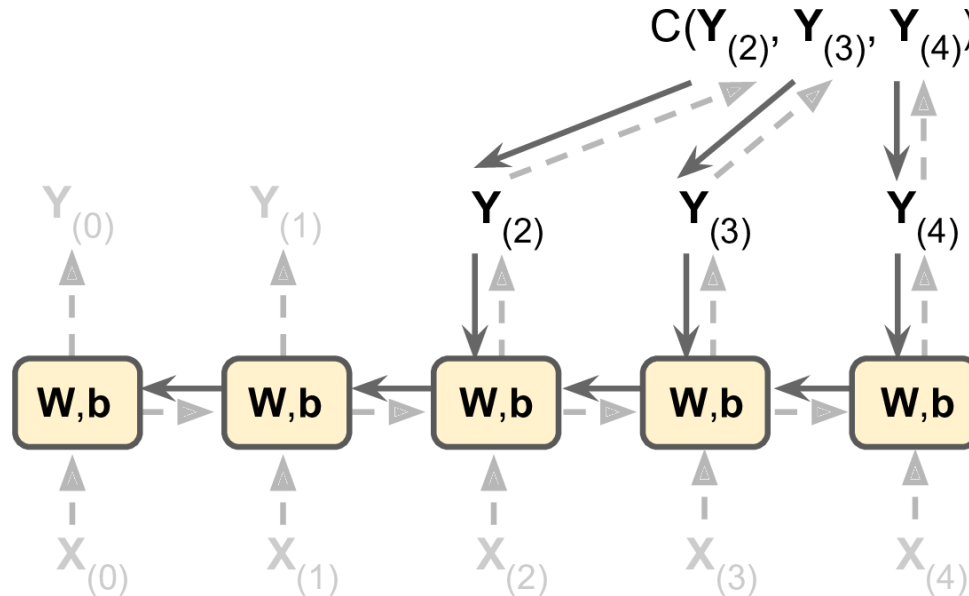 C(Y(2), Y(3), Y(4))
Y(0) Y(1) Y(2) Y(3) Y(4)
W,b W,b W,b W,b W,b
X(0) X(1) X(2) X(3) X(4)